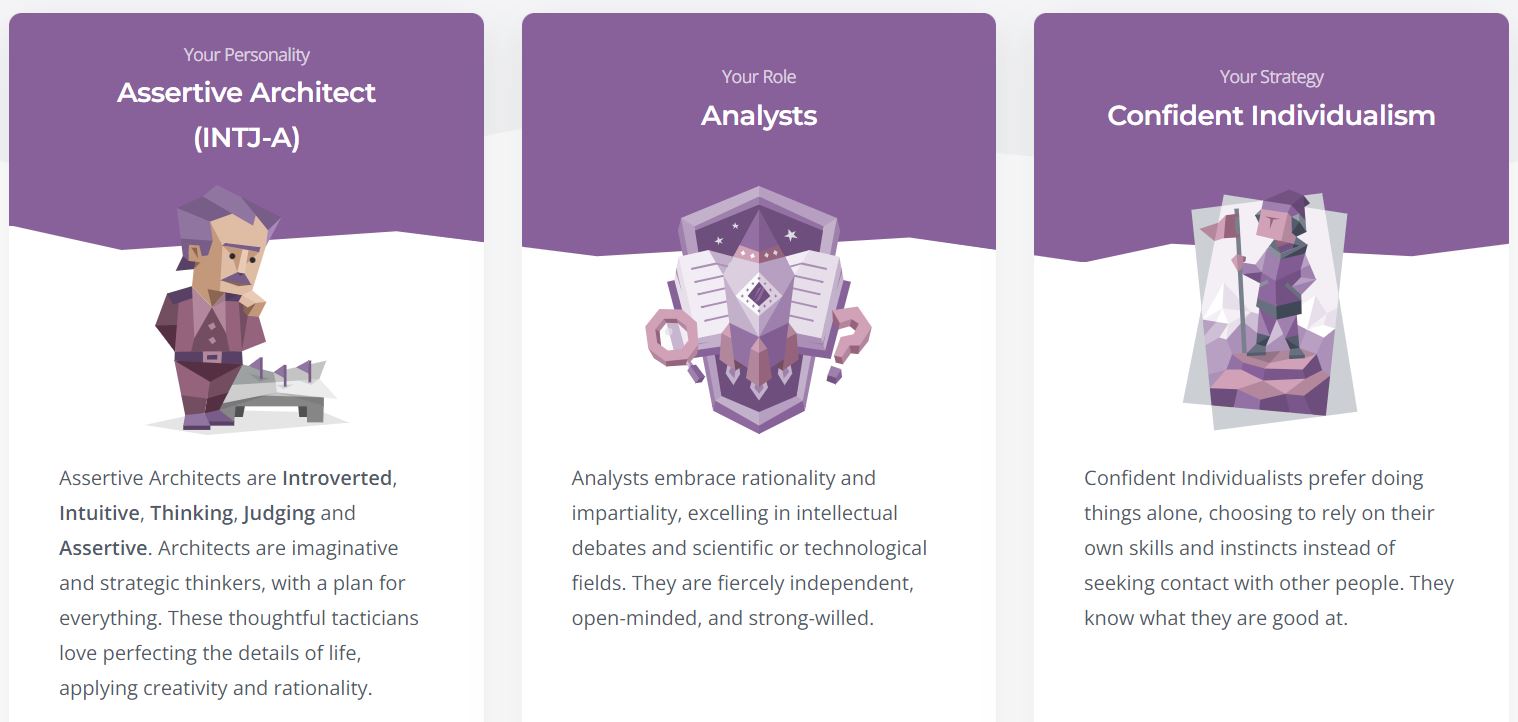 Your Personality
Assertive Architect
(INTJ-A)
Assertive Architects are Introverted,
Intuitive, Thinking, Judging and
Assertive. Architects are imaginative
and strategic thinkers, with a plan for
everything. These thoughtful tacticians
love perfecting the details of life,
applying creativity and rationality.
Your Role
Analysts
Analysts embrace rationality and
impartiality, excelling in intellectual
debates and scientific or technological
fields. They are fiercely independent,
open-minded, and strong-willed.
Your Strategy
Confident Individualism
Confident Individualists prefer doing
things alone, choosing to rely on their
own skills and instincts instead of
seeking contact with other people. They
know what they are good at.